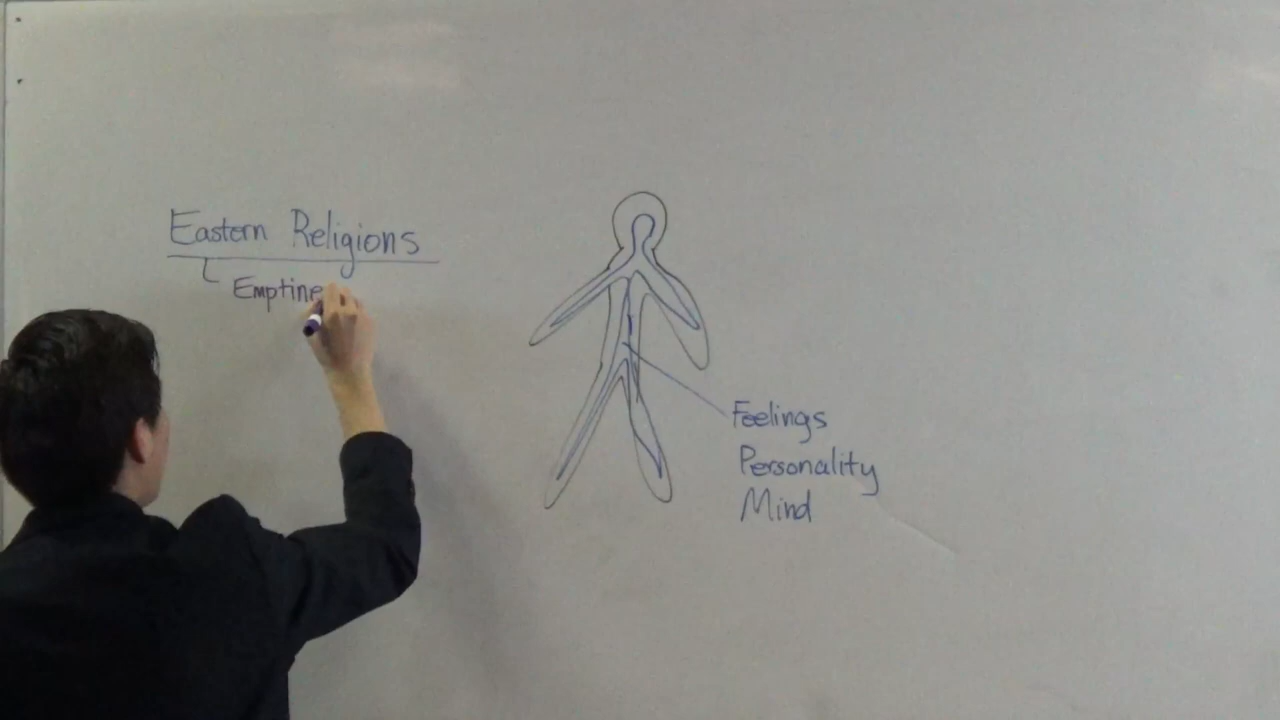 Eastern Religions
Emptine
Feelings
Personality
Mind